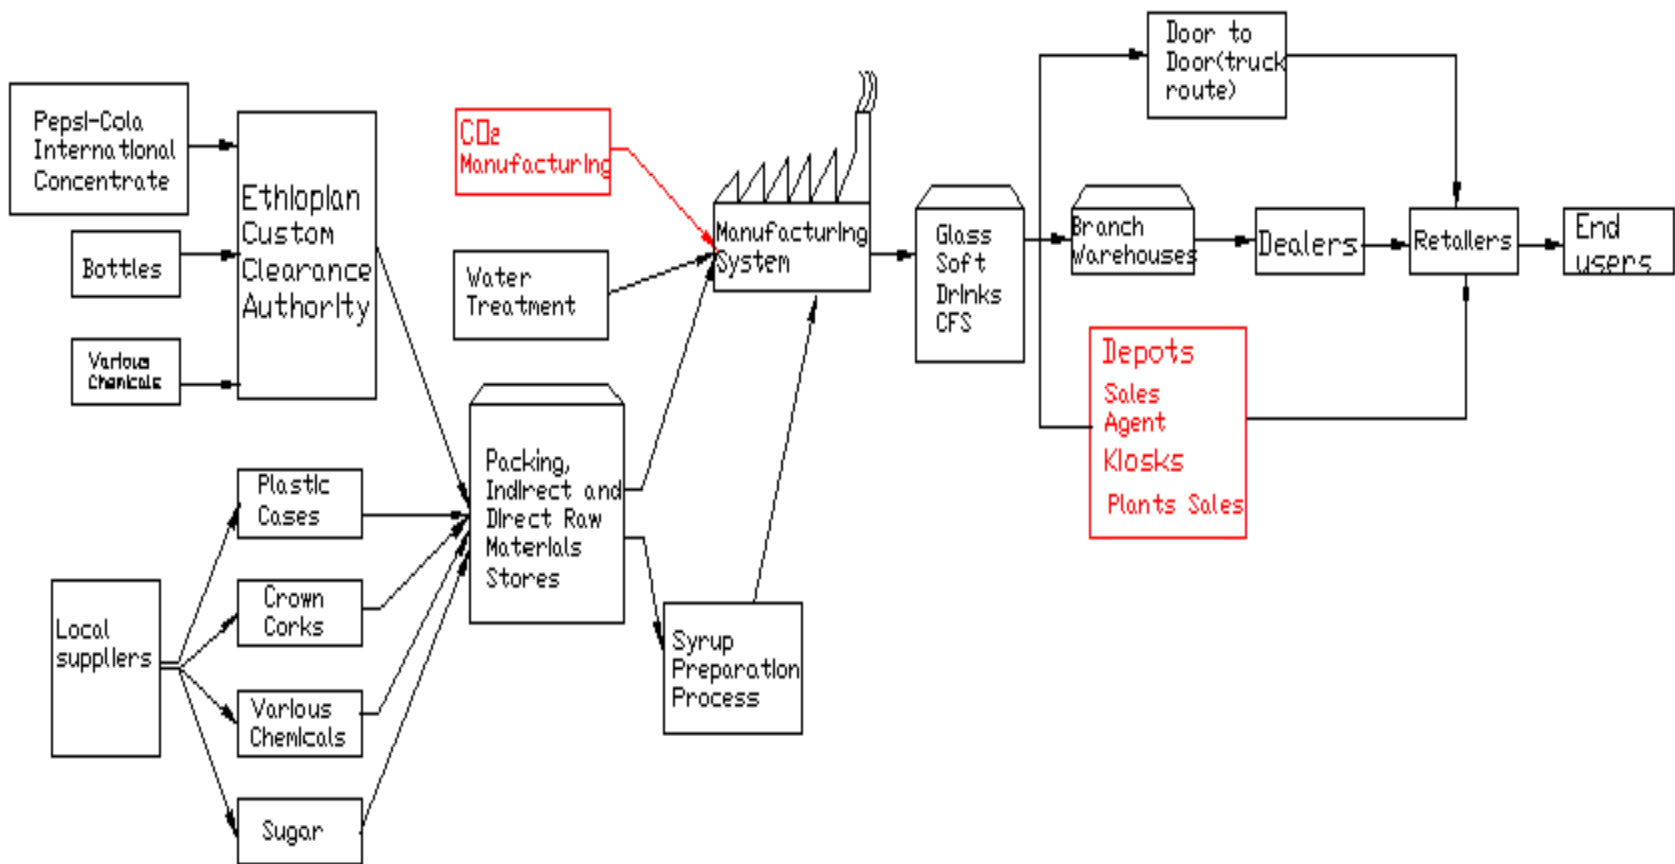 Pepsi-Cola
International
Concentrate
Bottles
Various
Chemicals
Ethiopian
Custom
Clearance
Authority
Local
suppliers
Plastic
Cases
Crown
Corks
Various
Chemicals
Sugar
CO₂
Manufacturing
Water
Treatment
Packing,
Indirect and
Direct Raw
Materials
Stores
Syrup
Preparation
Process
Manufacturing
System
Glass
Soft
Drinks
CFS
Door to
Door(truck
route)
Branch
Warehouses
Dealers
Retailers
End
users
Depots
Sales
Agent
Kiosks
Plants Sales